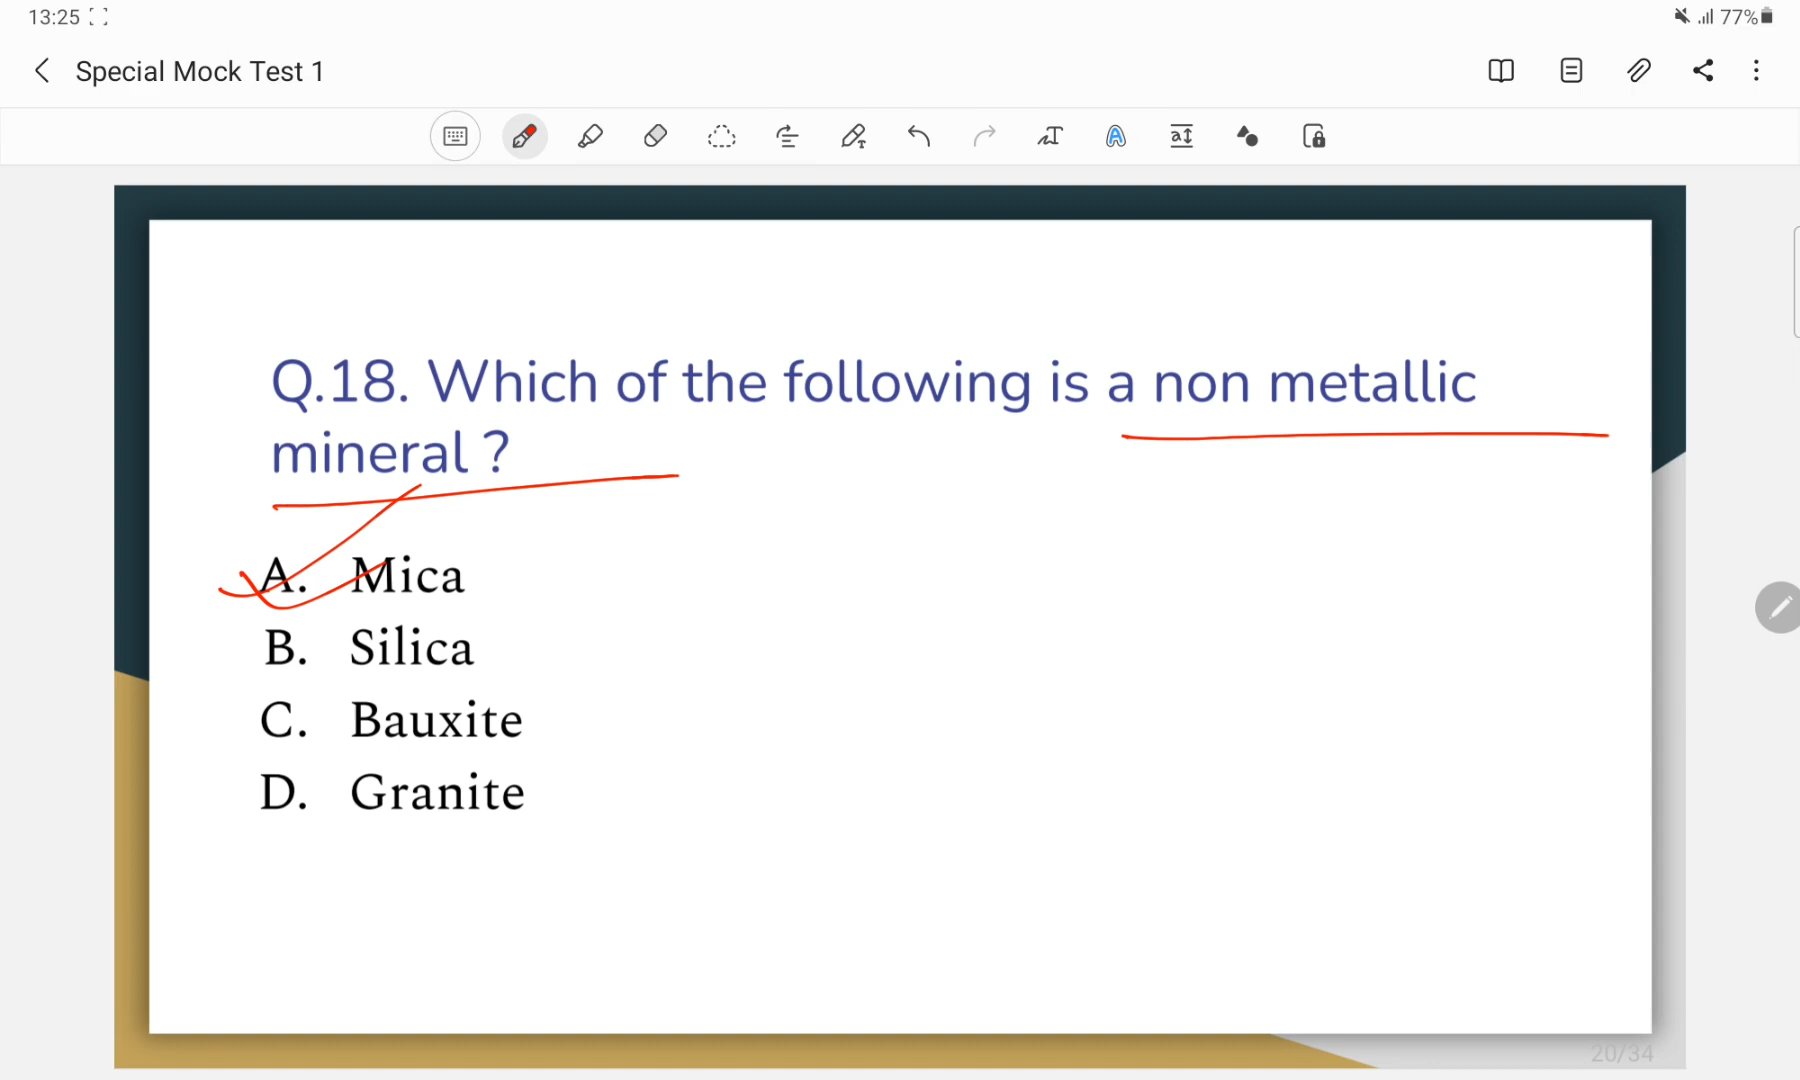 13:25
77%
Special Mock Test 1
Q.18. Which of the following is a non metallic
mineral ?
A. Mica
B. Silica
C. Bauxite
D. Granite
20/34